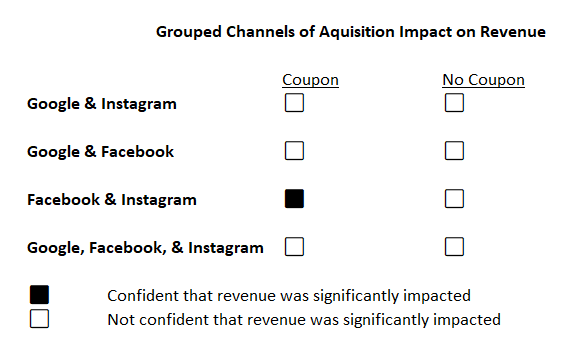 Grouped Channels of Aquisition Impact on Revenue
Coupon No Coupon
Google & Instagram
Google & Facebook
Facebook & Instagram
Google, Facebook, & Instagram
Confident that revenue was significantly impacted
Not confident that revenue was significantly impacted